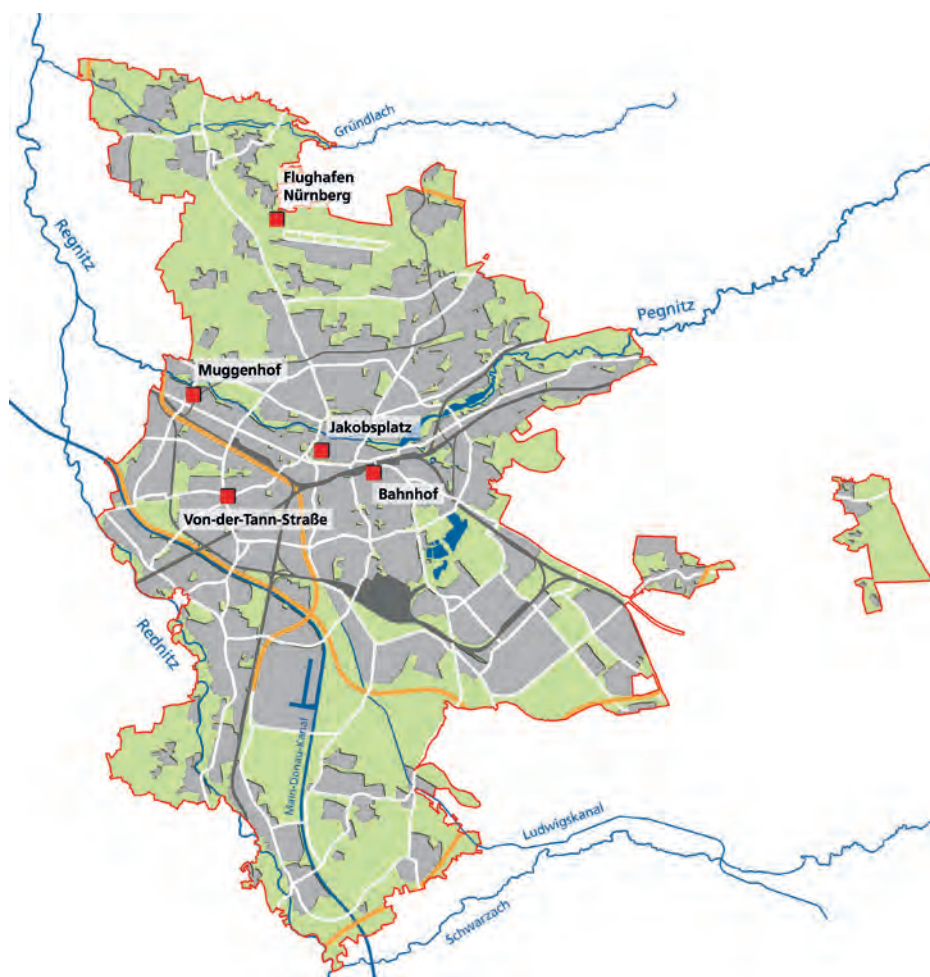 Gründlach
Flughafen
Nürnberg
Regnitz
Pegnitz
Muggenhof
Jakobsplatz
Bahnhof
Von-der-Tann-Straße
Rednitz
Main-Donau-Kanal
Ludwigskanal
Schwarzach